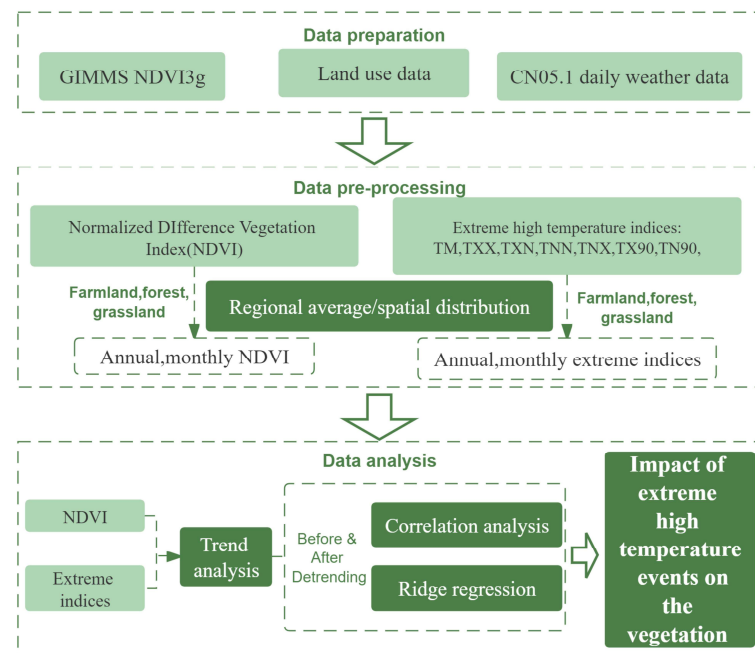 Data preparation
GIMMS NDVI3g
Land use data
CN05.1 daily weather data
Data pre-processing
Normalized DIfference Vegetation
Index(NDVI)
Extreme high temperature indices:
TM,TXX,TXN,TNN,TNX,TX90,TN90,
Farmland,forest,
grassland
Regional average/spatial distribution
Farmland,forest,
grassland
Annual,monthly NDVI
Annual,monthly extreme indices
Data analysis
NDVI
Extreme
indices
Trend
analysis
Before &
After
Detrending
Correlation analysis
Ridge regression
Impact of
extreme
high
temperature
events on
the
vegetation